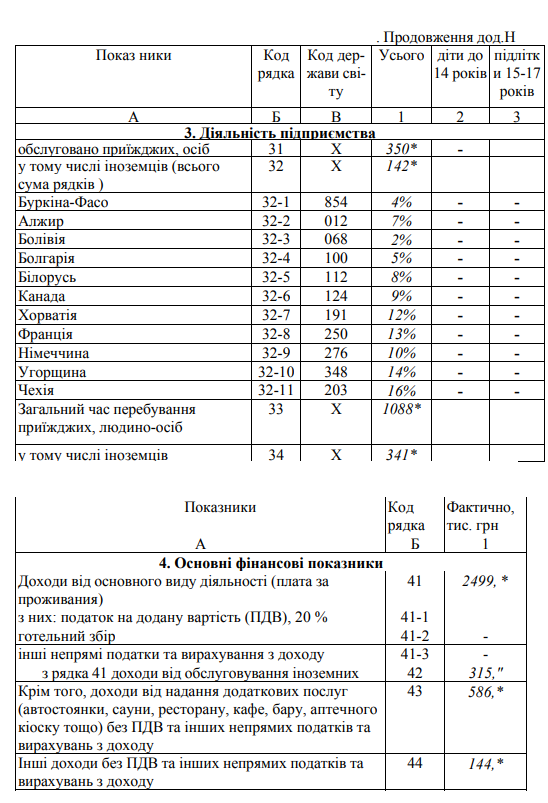 . Продовження дод.Н
Показ ники Код рядка Код дер-жави сві-ту Усього діти до 14 років підлітк и 15-17 років
А Б В 1 2 3
3. Діяльність підприємства
обслуговано приїжджих, осіб 31 Х 350* -
у тому числі іноземців (всього 32 Х 142*
сума рядків )
Буркіна-Фасо 32-1 854 4% - -
Алжир 32-2 012 7% - -
Болівія 32-3 068 2% - -
Болгарія 32-4 100 5% - -
Білорусь 32-5 112 8% - -
Канада 32-6 124 9% - -
Хорватія 32-7 191 12% - -
Франція 32-8 250 13% - -
Німеччина 32-9 276 10% - -
Угорщина 32-10 348 14% - -
Чехія 32-11 203 16% - -
Загальний час перебування 33 Х 1088*
приїжджих, людино-осіб
у тому числі іноземців 34 Х 341*
Показники Код Фактично,
рядка тис. грн
А Б 1
4. Основні фінансові показники
Доходи від основного виду діяльності (плата за 41 2499, *
проживання)
з них: податок на додану вартість (ПДВ), 20 % 41-1
готельний збір 41-2 -
інші непрямі податки та вирахування з доходу 41-3 -
з рядка 41 доходи від обслуговування іноземних 42 315,"
Крім того, доходи від надання додаткових послуг 43 586,*
(автостоянки, сауни, ресторану, кафе, бару, аптечного
кіоску тощо) без ПДВ та інших непрямих податків та
вирахувань з доходу
Інші доходи без ПДВ та інших непрямих податків та 44 144,*
вирахувань з доходу